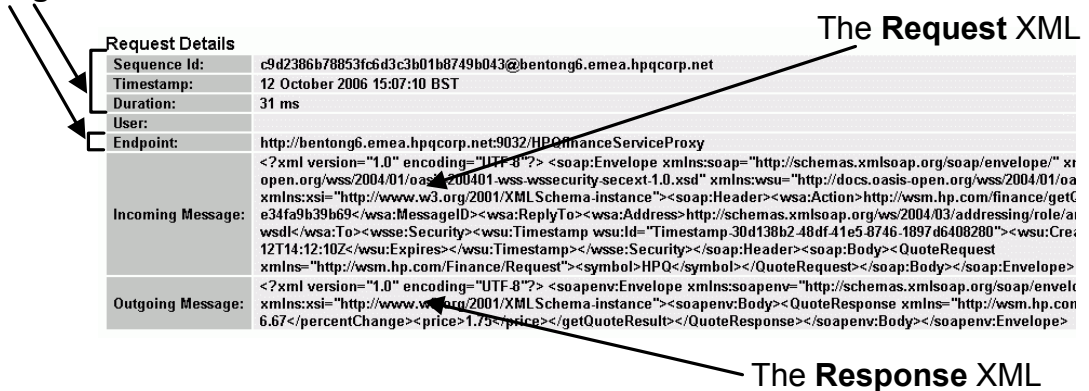 The Request XML
Request Details
Sequence Id: c9d2386b78853fc6d3c3b01b8749b043@bentong6.emea.hpqcorp.net
Timestamp: 12 October 2006 15:07:10 BST
Duration: 31 ms
User:
Endpoint: http://bentong6.emea.hpqcorp.net:9032/HPQfinanceServiceProxy
Incoming Message:
<?xml version="1.0" encoding="UTF-8"?> <soap:Envelope xmlns:soap="http://schemas.xmlsoap.org/soap/envelope/"
open.org/wss/2004/01/oasis-200401-wss-wssecurity-secext-1.0.xsd" xmlns:wsu="http://docs.oasis-open.org/wss/2004/01/oa
xmlns:xsi="http://www.w3.org/2001/XMLSchema-instance"><soap:Header><wsa:Action>http://wsm.hp.com/finance/getQ
e34fa9b39b69</wsa:MessageID><wsa:ReplyTo><wsa:Address>http://schemas.xmlsoap.org/ws/2004/03/addressing/role/a
wsdl</wsa:To><wsse:Security><wsu:Timestamp wsu:Id="Timestamp-30d138b2-48df-41e5-8746-1897d6408280"><wsu:Crea
12T14:12:10Z</wsu:Expires></wsu:Timestamp></wsse:Security></soap:Header><soap:Body><QuoteRequest
xmlns="http://wsm.hp.com/Finance/Request"><symbol>HPQ</symbol></QuoteRequest></soap:Body></soap:Envelope>
Outgoing Message:
<?xml version="1.0" encoding="UTF-8"?> <soapenv:Envelope xmlns:soapenv="http://schemas.xmlsoap.org/soap/envelo
xmlns:xsi="http://www.w3.org/2001/XMLSchema-instance"><soapenv:Body><QuoteResponse xmlns="http://wsm.hp.com
6.67</percentChange><price>1.75</price></getQuoteResult></QuoteResponse></soapenv:Body></soapenv:Envelope>
The Response XML